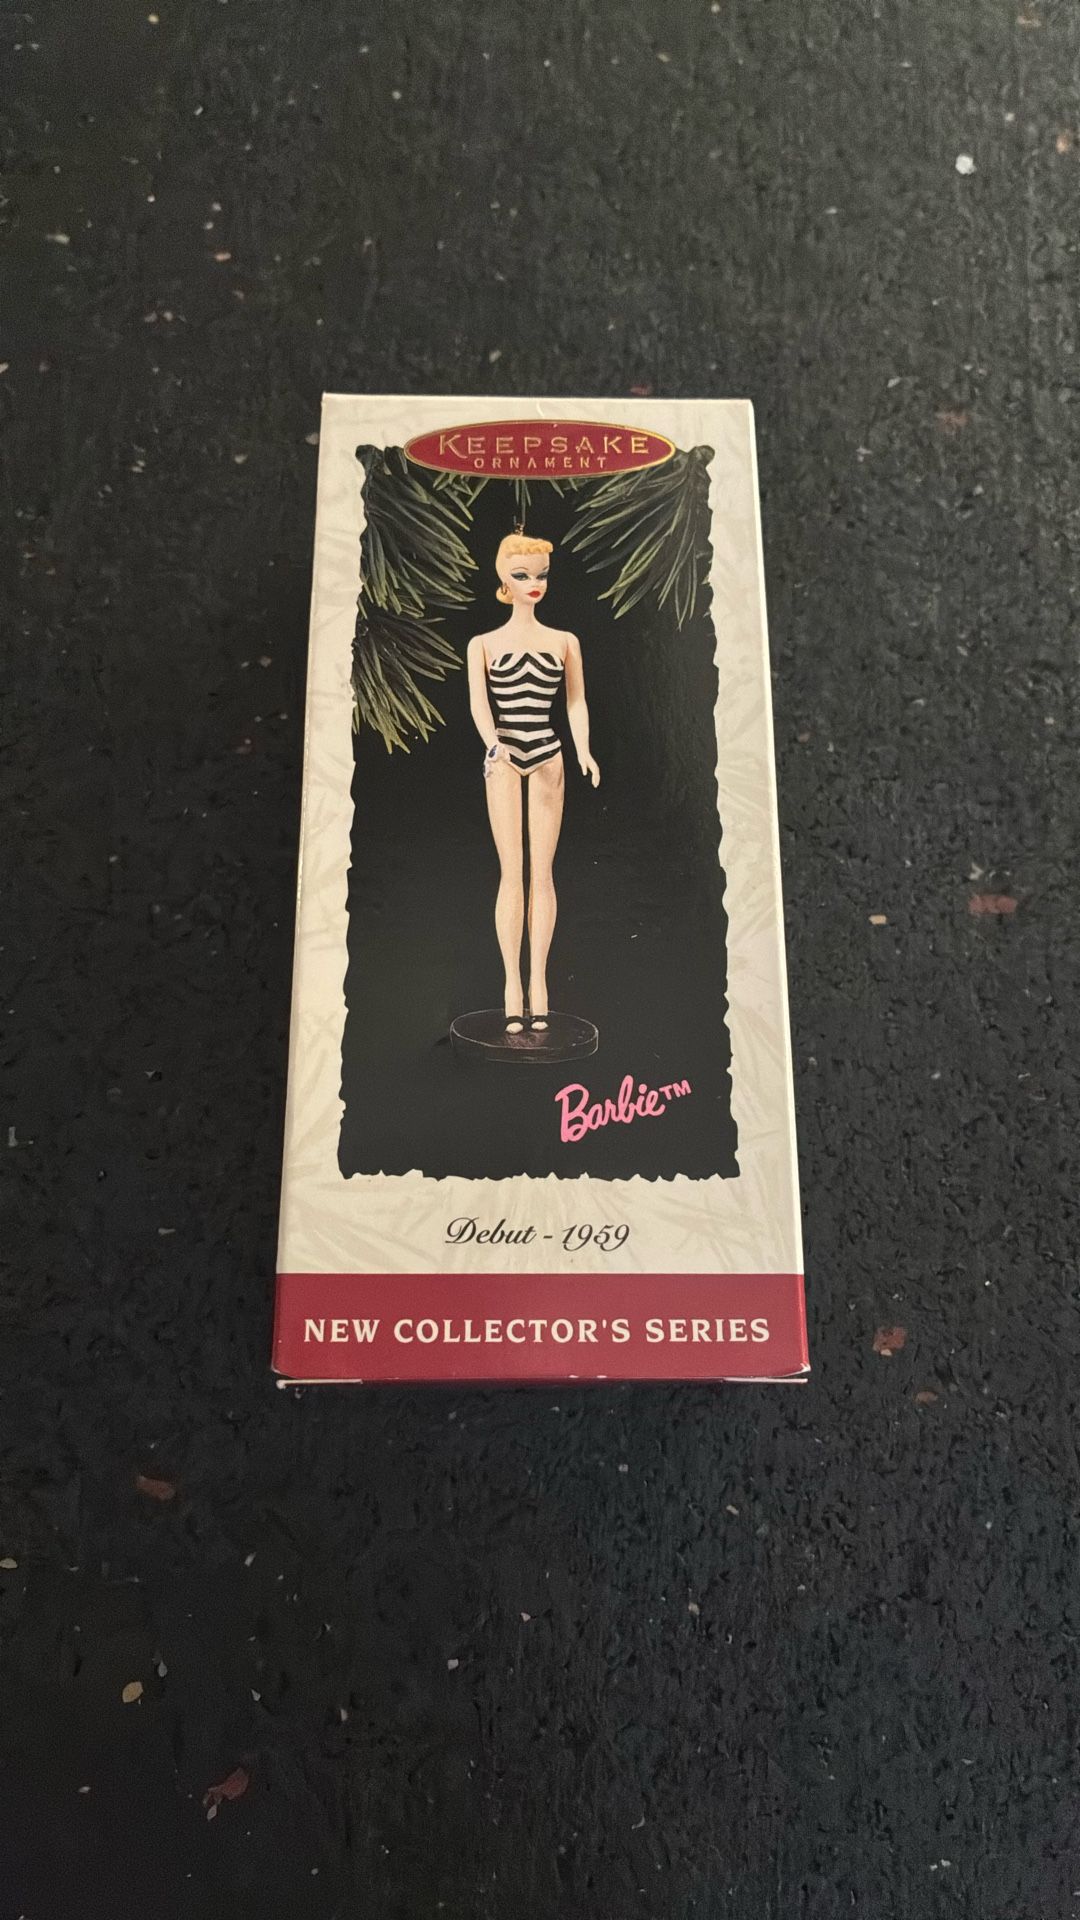 KEEPSAKE
ORNAMENT
Barbie™
Debut - 1959
NEW COLLECTOR'S SERIES